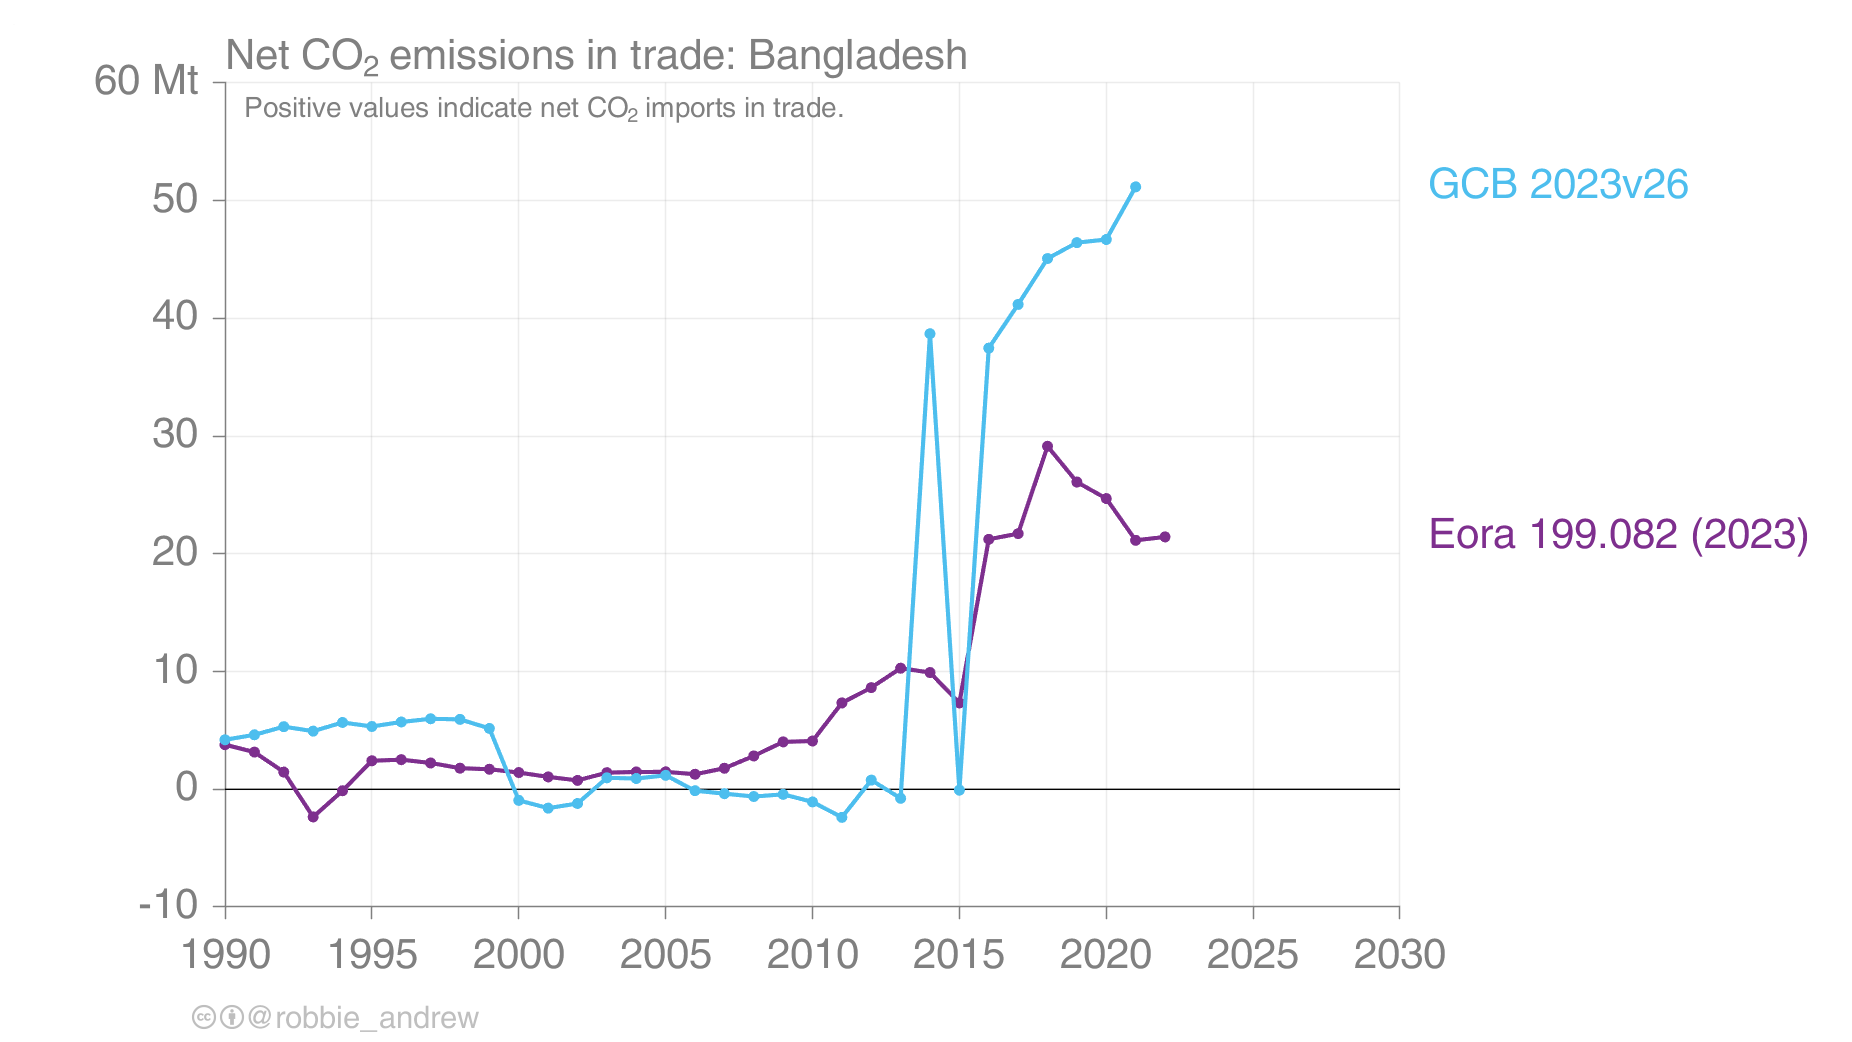 Net CO₂ emissions in trade: Bangladesh
60 Mt
Positive values indicate net CO₂ imports in trade.
50
40
30
20
10
0
-10
GCB 2023v26
Eora 199.082 (2023)
1990 1995 2000 2005 2010 2015 2020 2025 2030
cc @robbie_andrew